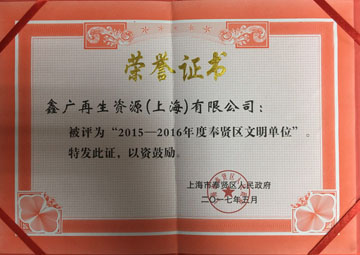 荣誉证书
鑫广再生资源(上海)有限公司：
被评为“2015—2016年度奉贤区文明单位”。
特发此证，以资鼓励。
上海市奉贤区人民政府
二〇一七年三月